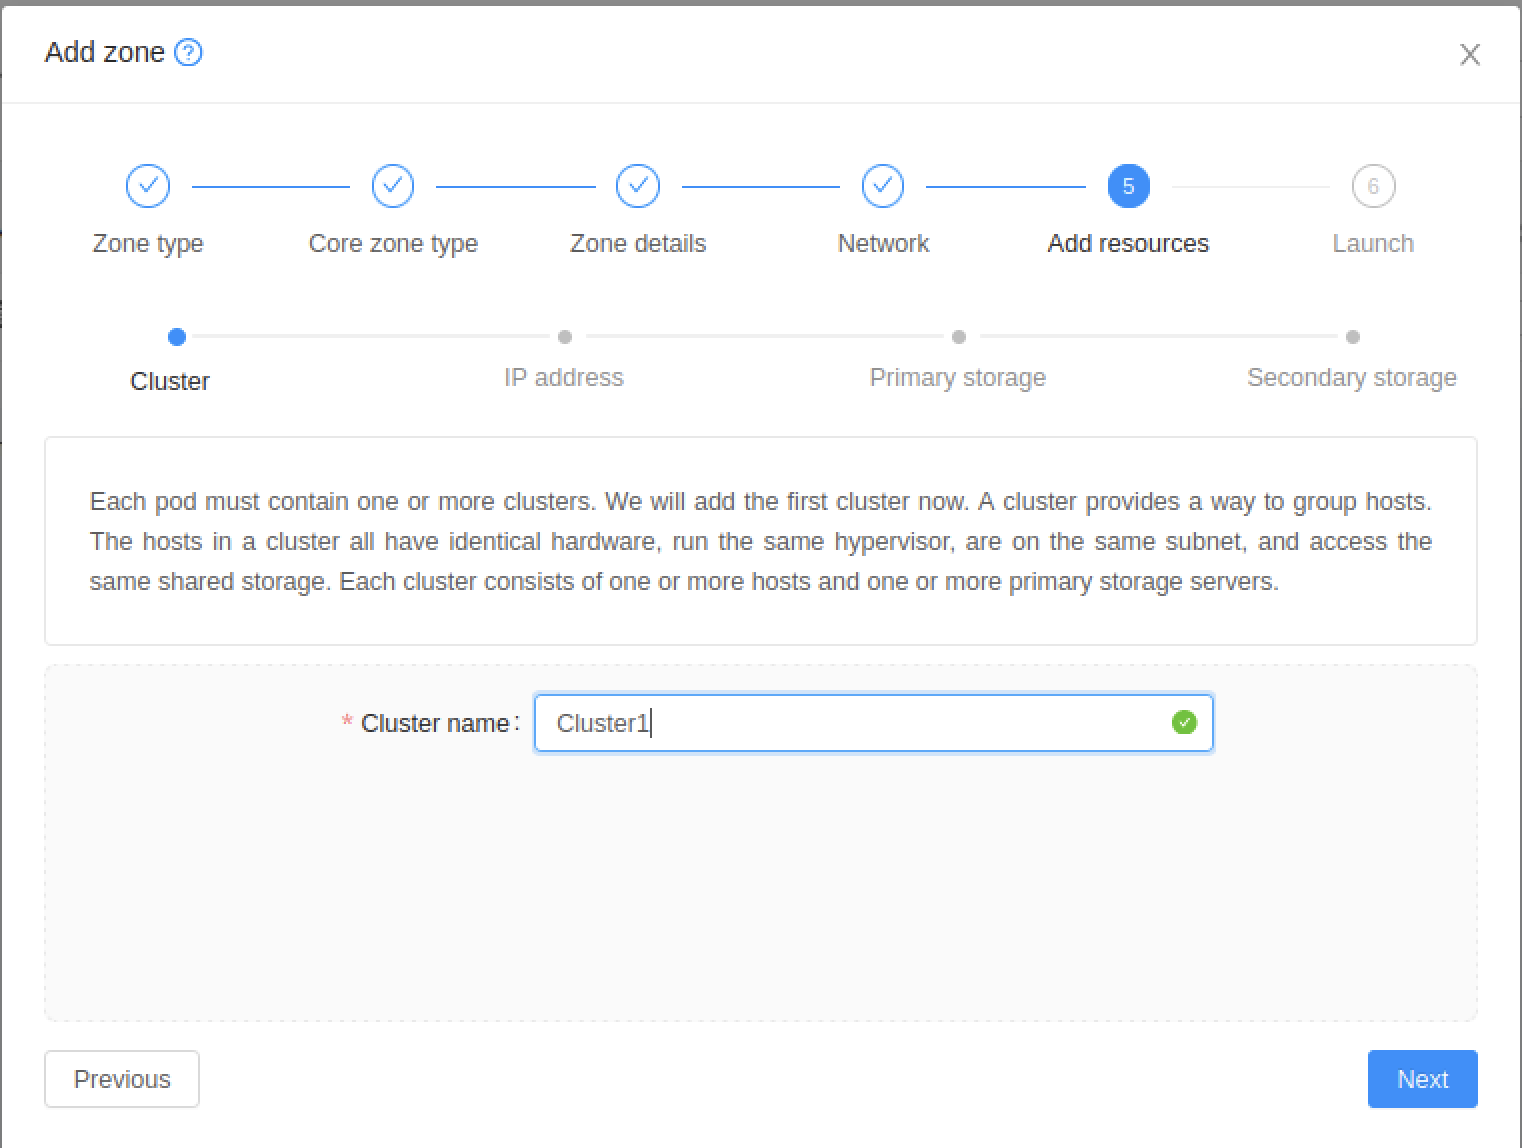 Add zone ?
Zone type
Core zone type
Zone details
Network
5
Add resources
6
Launch
Cluster
IP address
Primary storage
Secondary storage
Each pod must contain one or more clusters. We will add the first cluster now. A cluster provides a way to group hosts.
The hosts in a cluster all have identical hardware, run the same hypervisor, are on the same subnet, and access the
same shared storage. Each cluster consists of one or more hosts and one or more primary storage servers.
* Cluster name: Cluster1
Previous
Next